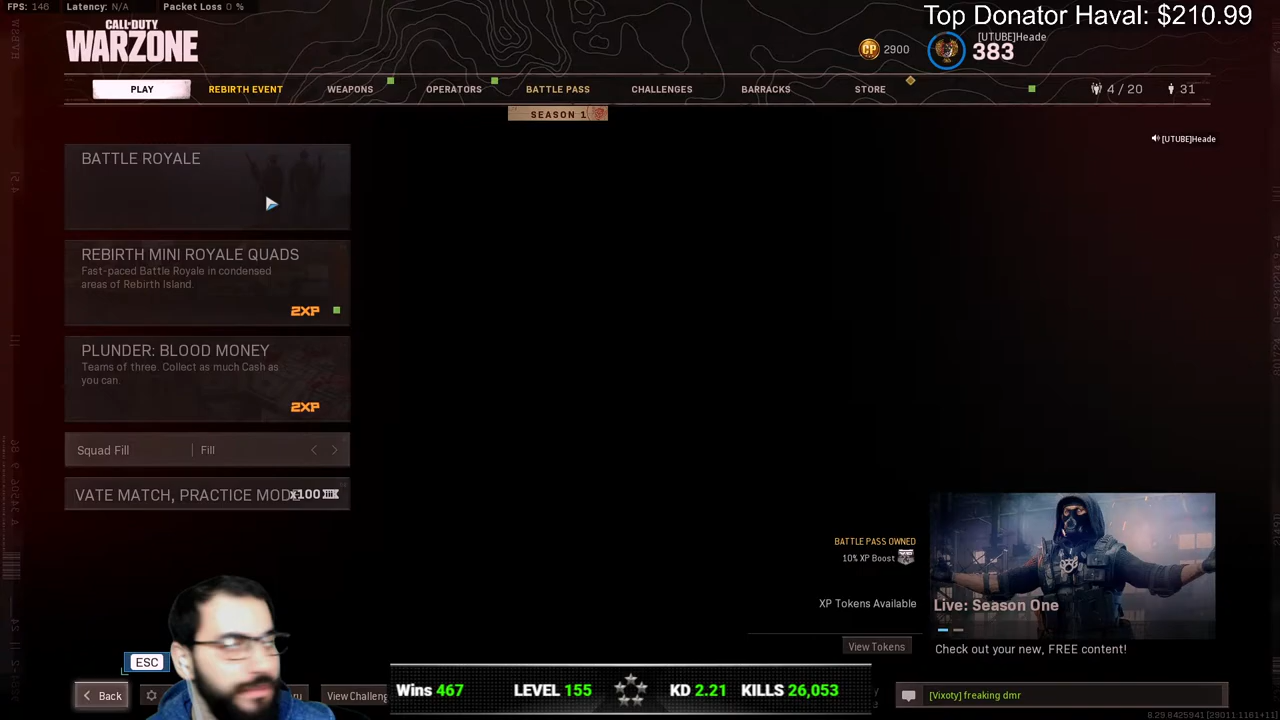 FPS: 146 Latency: N/A Packet Loss 0 %
Top Donator Haval: $210.99
CALL OF DUTY
WARZONE
2900
[UTUBE]Heade
383
PLAY
REBIRTH EVENT
WEAPONS
OPERATORS
BATTLE PASS
CHALLENGES
BARRACKS
STORE
4 / 20
31
SEASON 1
[UTUBE]Heade
BATTLE ROYALE
REBIRTH MINI ROYALE QUADS
Fast-paced Battle Royale in condensed
areas of Rebirth Island.
2XP
PLUNDER: BLOOD MONEY
Teams of three. Collect as much Cash as
you can.
2XP
Squad Fill
Fill
VATE MATCH, PRACTICE MOD
x100
BATTLE PASS OWNED
10% XP Boost
XP Tokens Available
View Tokens
Live: Season One
Check out your new, FREE content!
ESC
Back
View Challeng
Wins 467
LEVEL 155
KD 2.21
KILLS 26,053
[Vixoty] freaking dmr